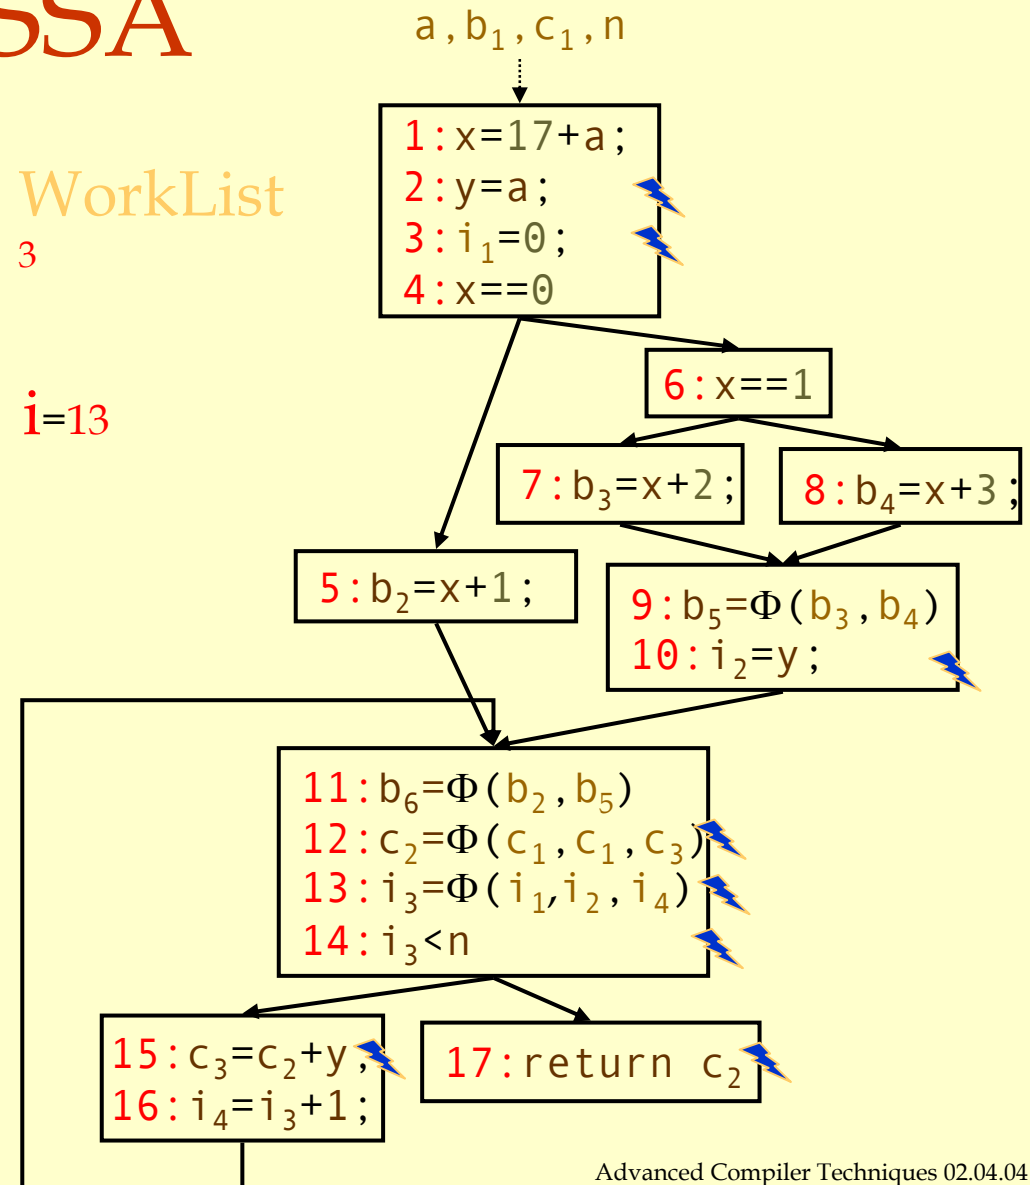 SSA
a,b₁,c₁,n
1:x=17+a;
2:y=a;
3:i₁=0;
4:x==0
WorkList
3
i=13
6:x==1
7:b₃=x+2;
8:b₄=x+3;
5:b₂=x+1;
9:b₅=Φ(b₃,b₄)
10:i₂=y;
11:b₆=Φ(b₂,b₅)
12:c₂=Φ(c₁,c₁,c₃)
13:i₃=Φ(i₁,i₂,i₄)
14:i₃<n
15:c₃=c₂+y;
16:i₄=i₃+1;
17:return c₂
Advanced Compiler Techniques 02.04.04